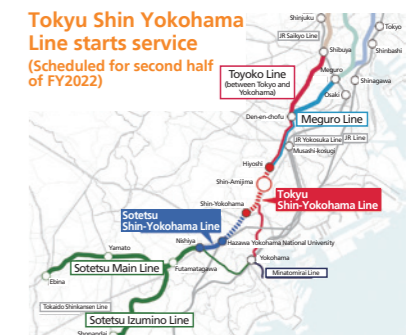 Tokyu Shin Yokohama
Line starts service
(Scheduled for second half
of FY2022)
Shinjuku
Tokyo
JR Saikyo Line
Shibuya
Shinbashi
Toyoko Line
(between Tokyo and
Yokohama)
Meguro
Shinagawa
Osaki
Den-en-chofu
Meguro Line
JR Yokosuka Line
JR Line
Musashi-kosugi
Hiyoshi
Shin-Amijima
Shin-Yokohama
Tokyu
Shin-Yokohama Line
Sotetsu
Shin-Yokohama Line
Nishiya
Hazawa Yokohama National University
Yamato
Sotetsu Main Line
Futamatagawa
Yokohama
Minatomirai Line
Ebina
Tokaido Shinkansen Line
Sotetsu Izumino Line
Shonandai